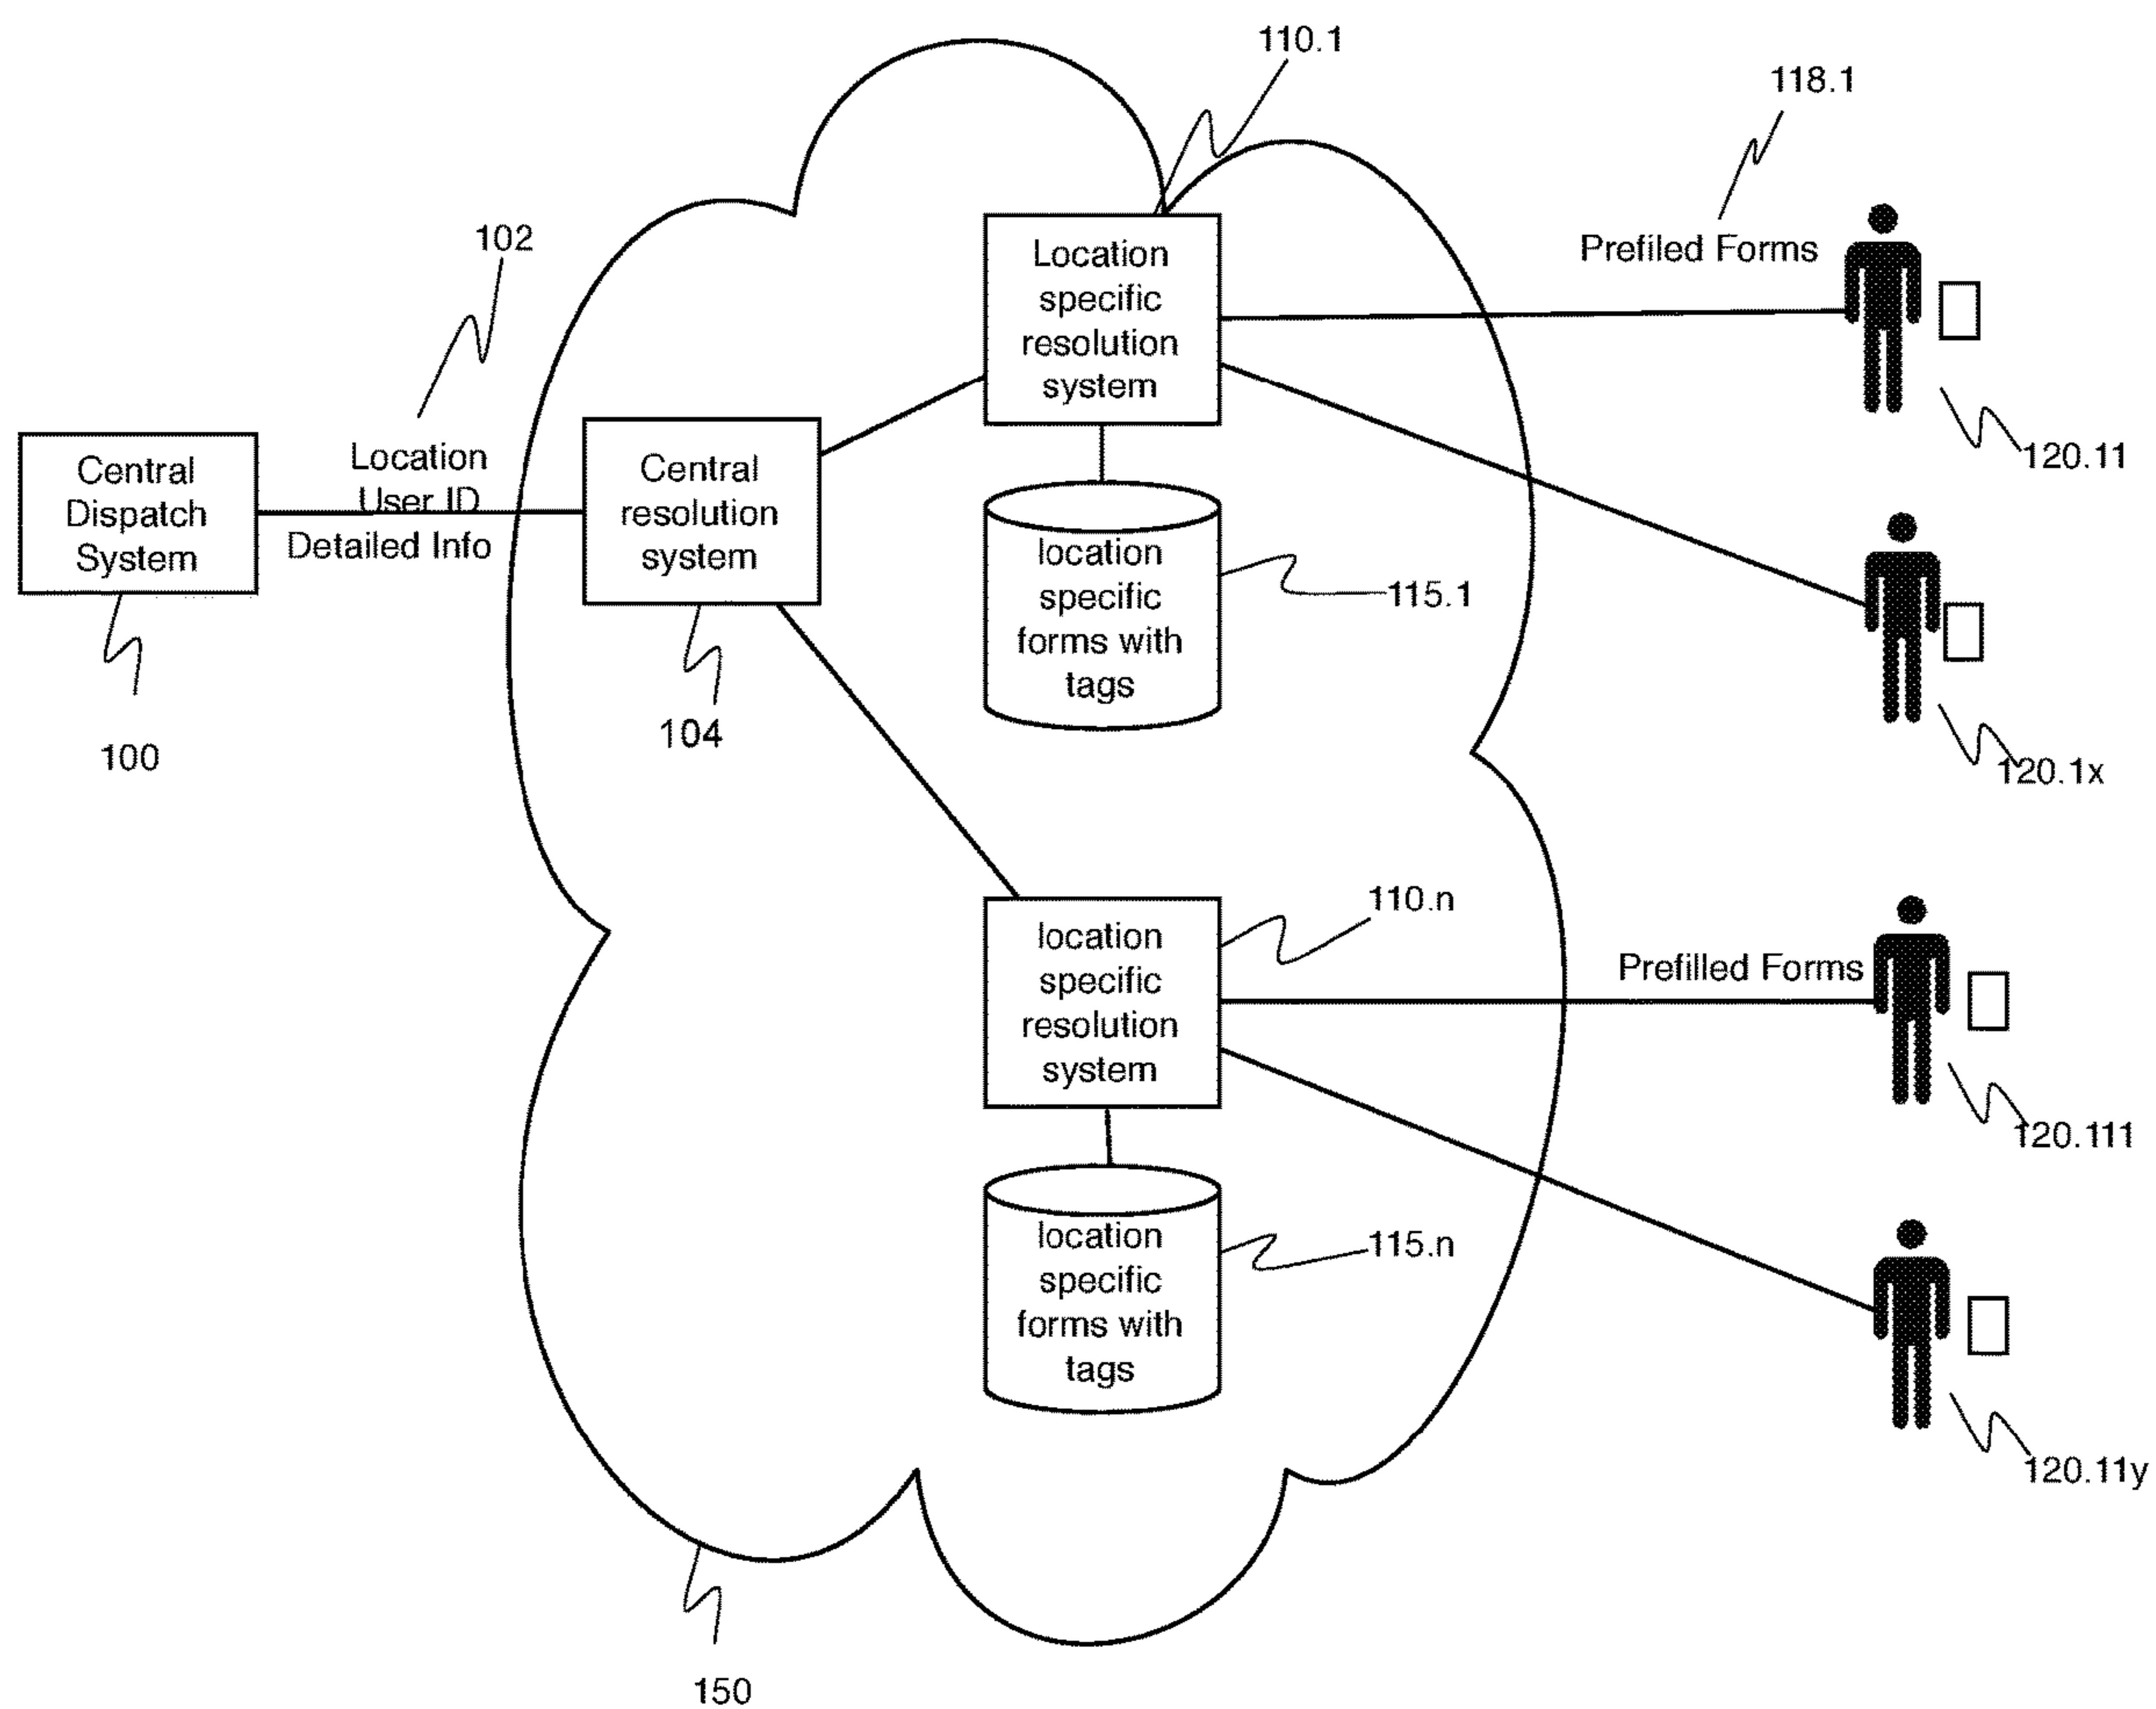 110.1
118.1
102
Location
specific
resolution
system
Prefiled Forms
120.11
Central
Dispatch
System
Location
User ID
Detailed Info
Central
resolution
system
location
specific
forms with
tags
115.1
100
104
120.1x
110.n
location
specific
resolution
system
Prefilled Forms
120.111
location
specific
forms with
tags
115.n
120.11y
150